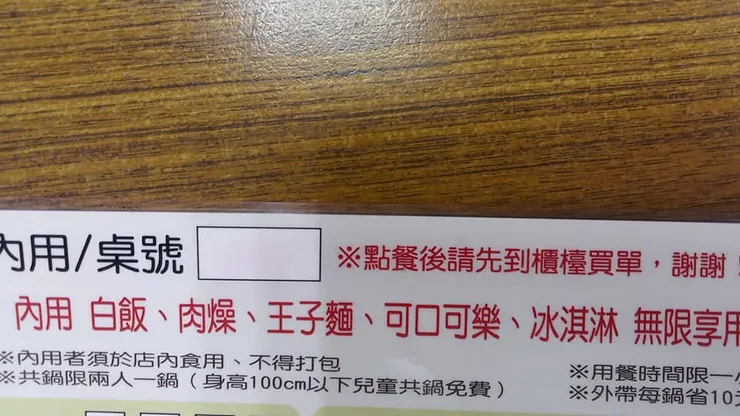 內用/桌號 ※點餐後請先到櫃檯買單，謝謝！
內用 白飯、肉燥、王子麵、可口可樂、冰淇淋 無限享用
※內用者須於店內食用、不得打包 ※用餐時間限一小
※共鍋限兩人一鍋（身高100cm以下兒童共鍋免費） ※外帶每鍋省10元